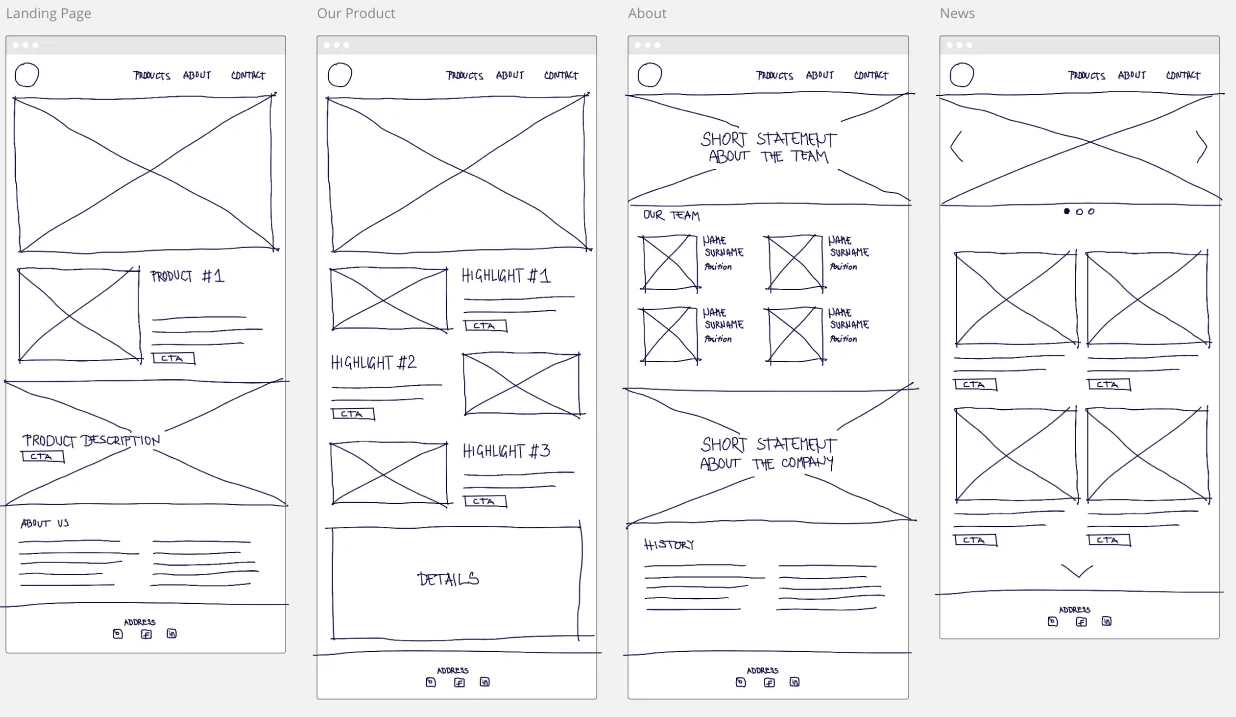 Landing Page
PRODUCTS ABOUT CONTACT
PRODUCT #1
CTA
PRODUCT DESCRIPTION
CTA
ABOUT US
ADDRESS
Our Product
PRODUCTS ABOUT CONTACT
HIGHLIGHT #1
CTA
HIGHLIGHT #2
CTA
HIGHLIGHT #3
CTA
DETAILS
ADDRESS
f
in
About
PRODUCTS ABOUT CONTACT
SHORT STATEMENT
ABOUT THE TEAM
OUR TEAM
NAME
SURNAME
Position
NAME
SURNAME
Position
NAME
SURNAME
Position
NAME
SURNAME
Position
SHORT STATEMENT
ABOUT THE COMPANY
HISTORY
ADDRESS
f
in
News
PRODUCTS ABOUT CONTACT
CTA
CTA
CTA
CTA
ADDRESS
f
in